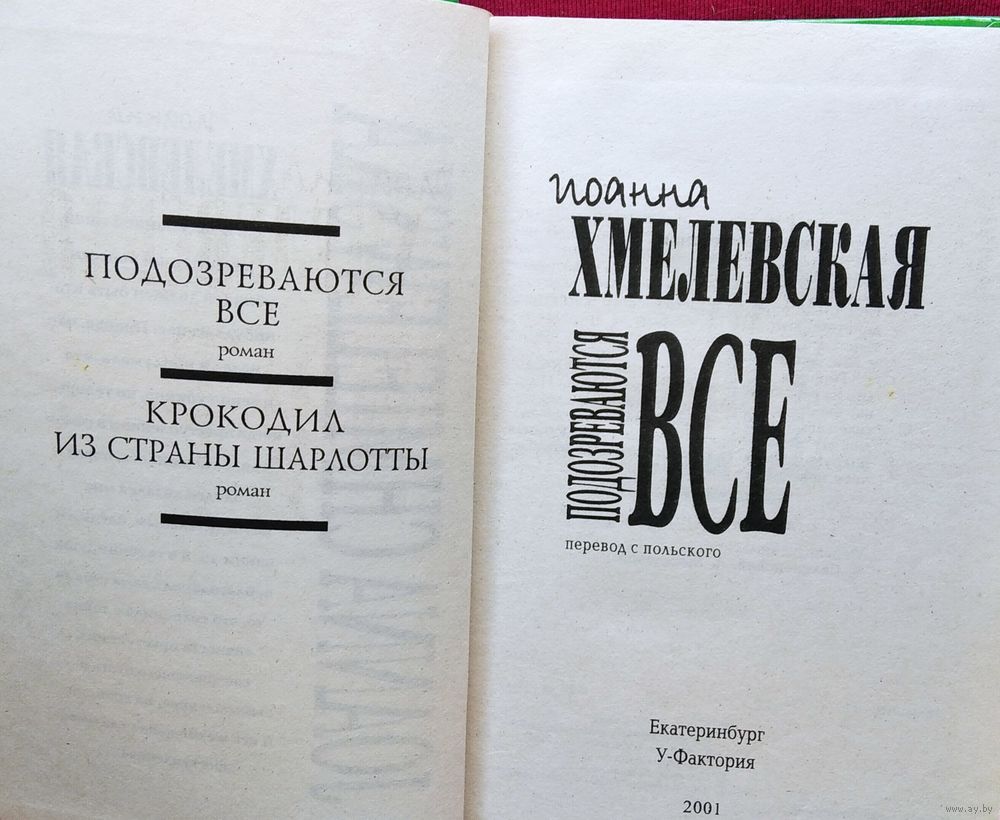 ПОДОЗРЕВАЮТСЯ
ВСЕ
роман
КРОКОДИЛ
ИЗ СТРАНЫ ШАРЛОТТЫ
роман
иоанна
ХМЕЛЕВСКАЯ
ПОДОЗРЕВАЮТСЯ
ВСЕ
перевод с польского
Екатеринбург
У-Фактория
2001
www.ay.by